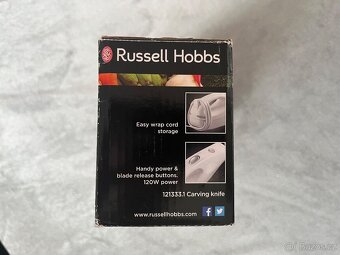 Russell Hobbs
Easy wrap cord
storage
Handy power &
blade release buttons.
120W power
121333.1 Carving knife
www.russellhobbs.com